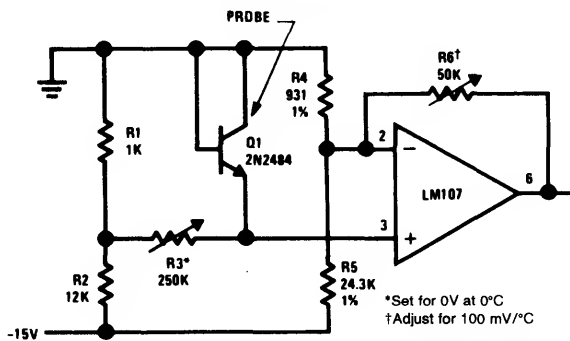 PROBE
R6†
50K
R4
931
1%
R1
1K
Q1
2N2484
2
6
LM107
3
R3*
250K
R2
12K
R5
24.3K
1%
*Set for 0V at 0°C
†Adjust for 100 mV/°C
-15V
−
+